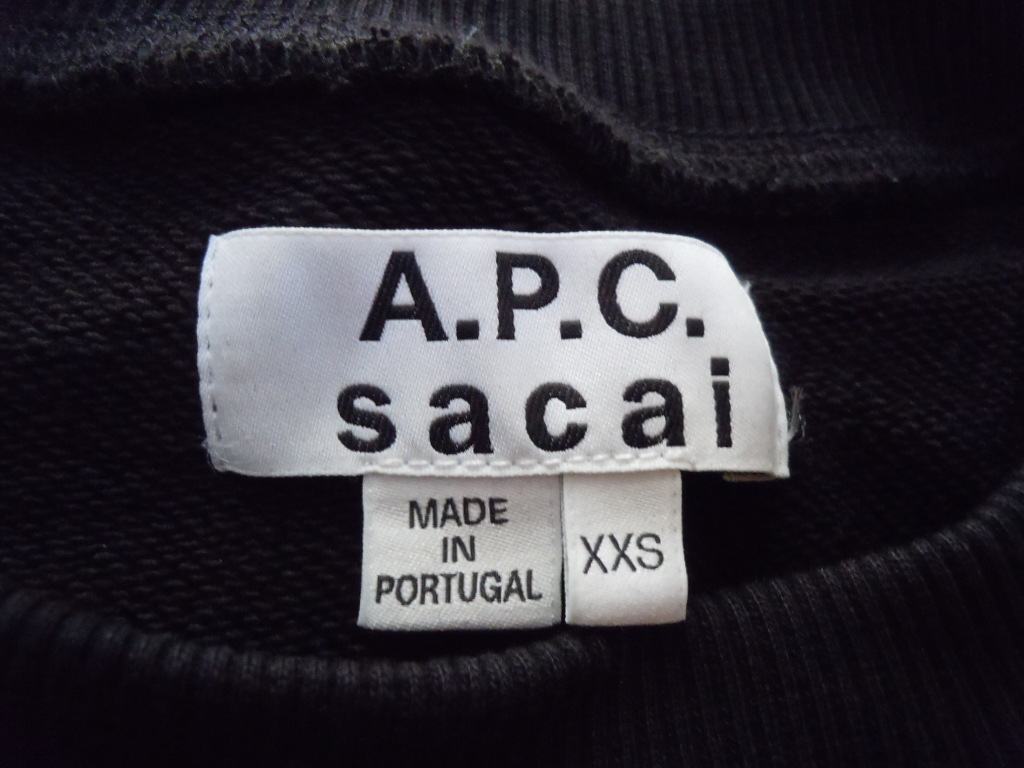 A.P.C.
sacai
MADE
IN
PORTUGAL
XXS